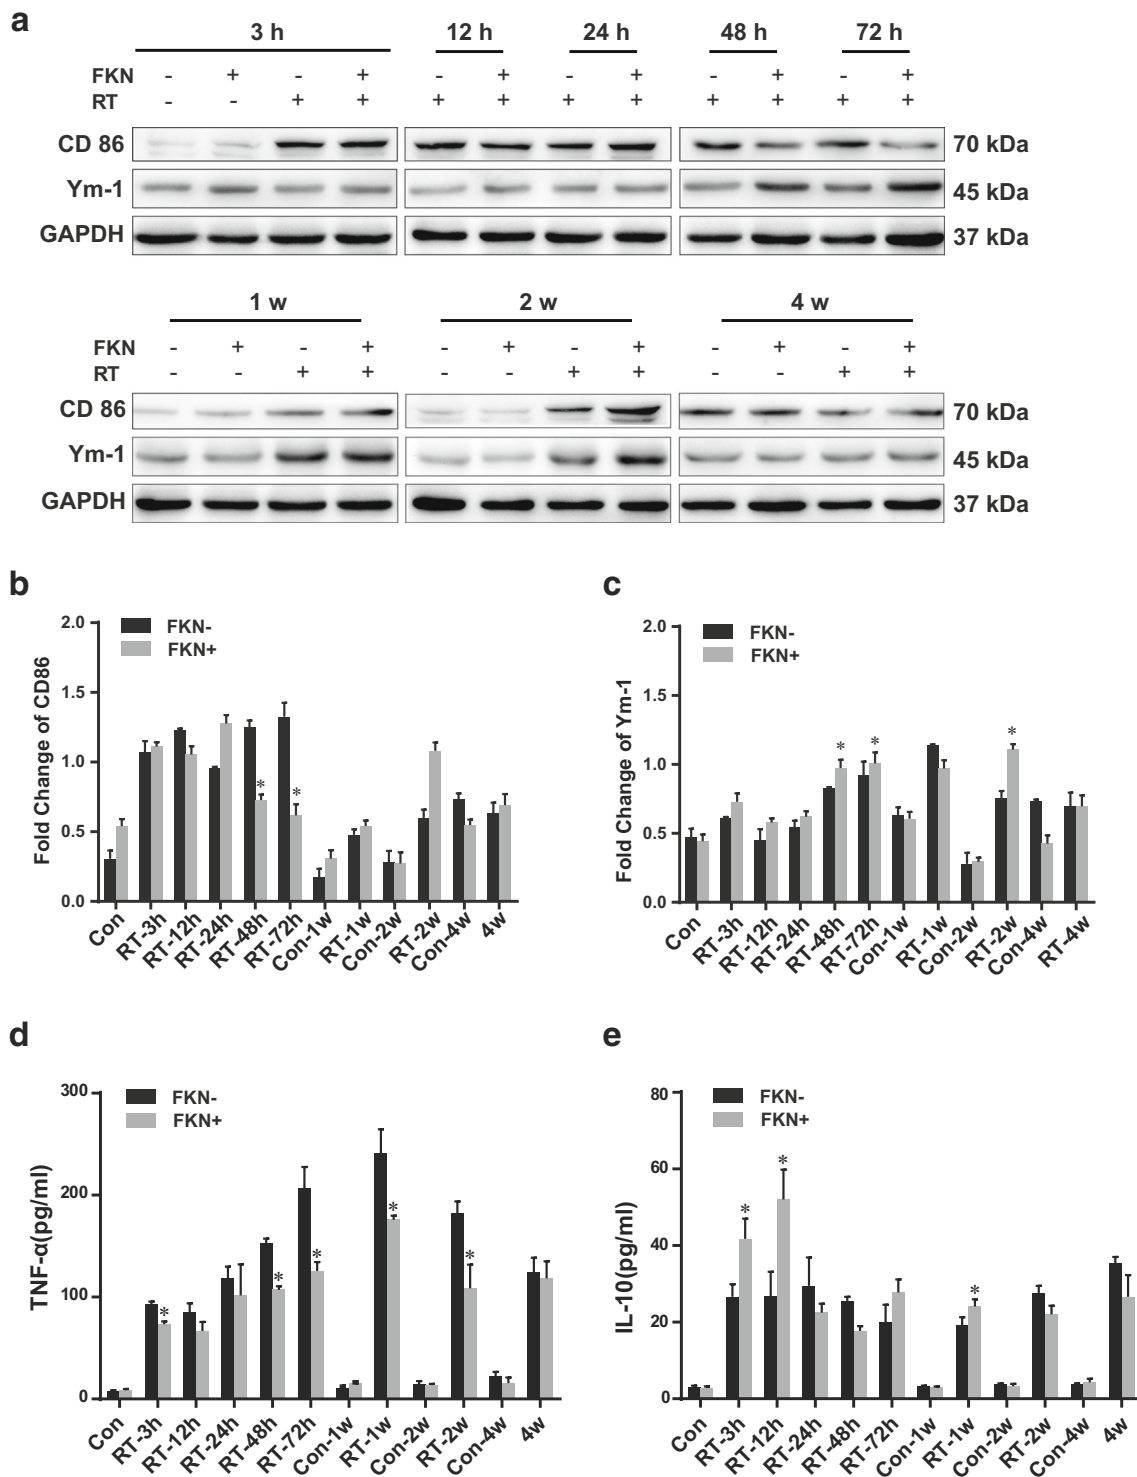 a
3 h 12 h 24 h 48 h 72 h
FKN - + - + - + - + - + - +
RT - - + + + + + + + + + +
CD 86 70 kDa
Ym-1 45 kDa
GAPDH 37 kDa
1 w 2 w 4 w
FKN - + - + - + - + - + - +
RT - - + + - - + + - - + +
CD 86 70 kDa
Ym-1 45 kDa
GAPDH 37 kDa
b
FKN-
FKN+
Fold Change of CD86
2.0
1.5
1.0
0.5
0.0
* *
Con RT-3h RT-12h RT-24h RT-48h RT-72h Con-1w RT-1w Con-2w RT-2w Con-4w 4w
c
FKN-
FKN+
Fold Change of Ym-1
2.0
1.5
1.0
0.5
0.0
* * *
Con RT-3h RT-12h RT-24h RT-48h RT-72h Con-1w RT-1w Con-2w RT-2w Con-4w RT-4w
d
FKN-
FKN+
TNF-α(pg/ml)
300
200
100
0
* * * * *
Con RT-3h RT-12h RT-24h RT-48h RT-72h Con-1w RT-1w Con-2w RT-2w Con-4w 4w
e
FKN-
FKN+
IL-10(pg/ml)
80
60
40
20
0
* * *
Con RT-3h RT-12h RT-24h RT-48h RT-72h Con-1w RT-1w Con-2w RT-2w Con-4w 4w